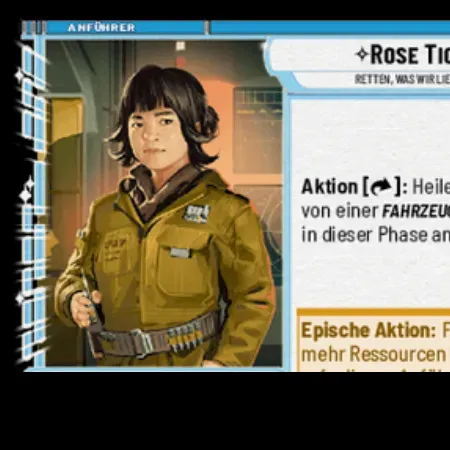 ANFÜHRER
ROSE TIC
RETTEN, WAS WIR LIE
Aktion [
]: Heile
von einer FAHRZEU
in dieser Phase an
Epische Aktion:
mehr Ressourcen